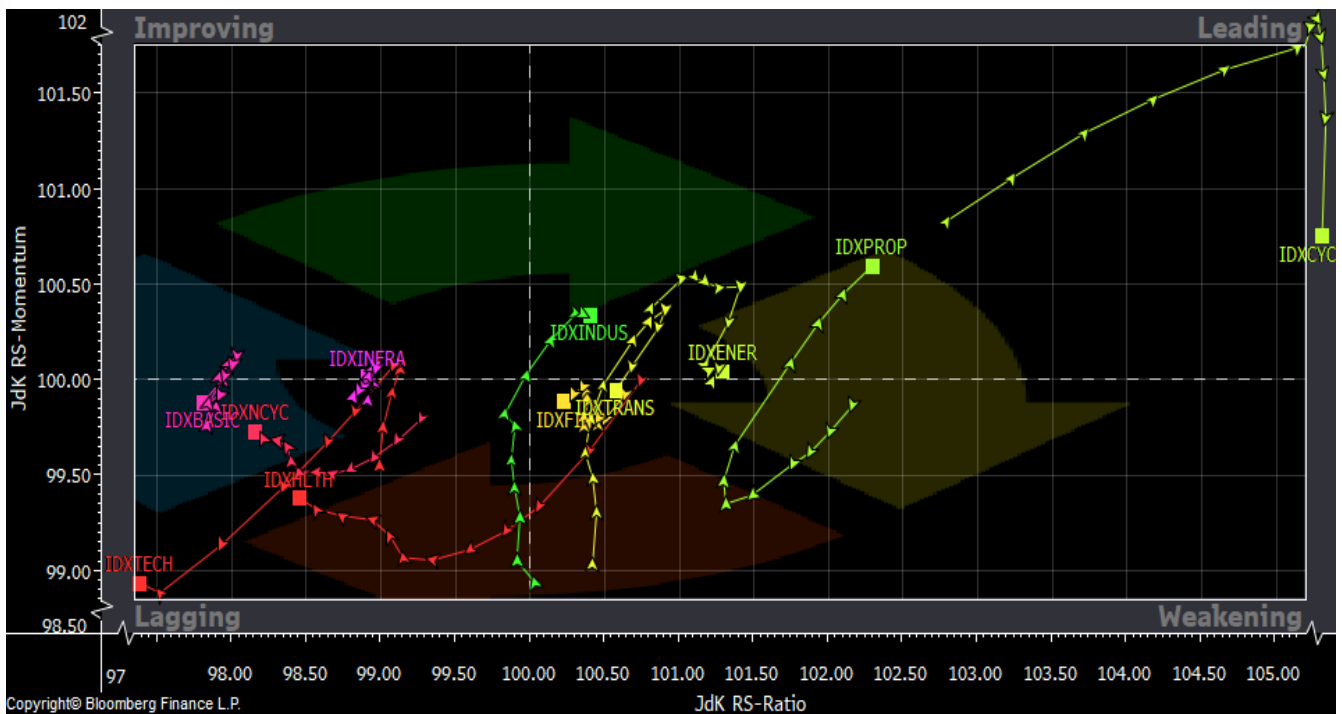 102
Improving
Leading
101.50
101.00
IDXPROP
IDXCYC
100.50
IDXINDUS
IDXINFRA
IDXENER
100.00
IDXBASIC
IDXNCYC
IDXTRANS
99.50
IDXHLTH
IDXTECH
99.00
98.50
Lagging
Weakening
JdK RS-Momentum
97
98.00
98.50
99.00
99.50
100.00
100.50
101.00
101.50
102.00
102.50
103.00
103.50
104.00
104.50
105.00
Copyright© Bloomberg Finance L.P.
JdK RS-Ratio